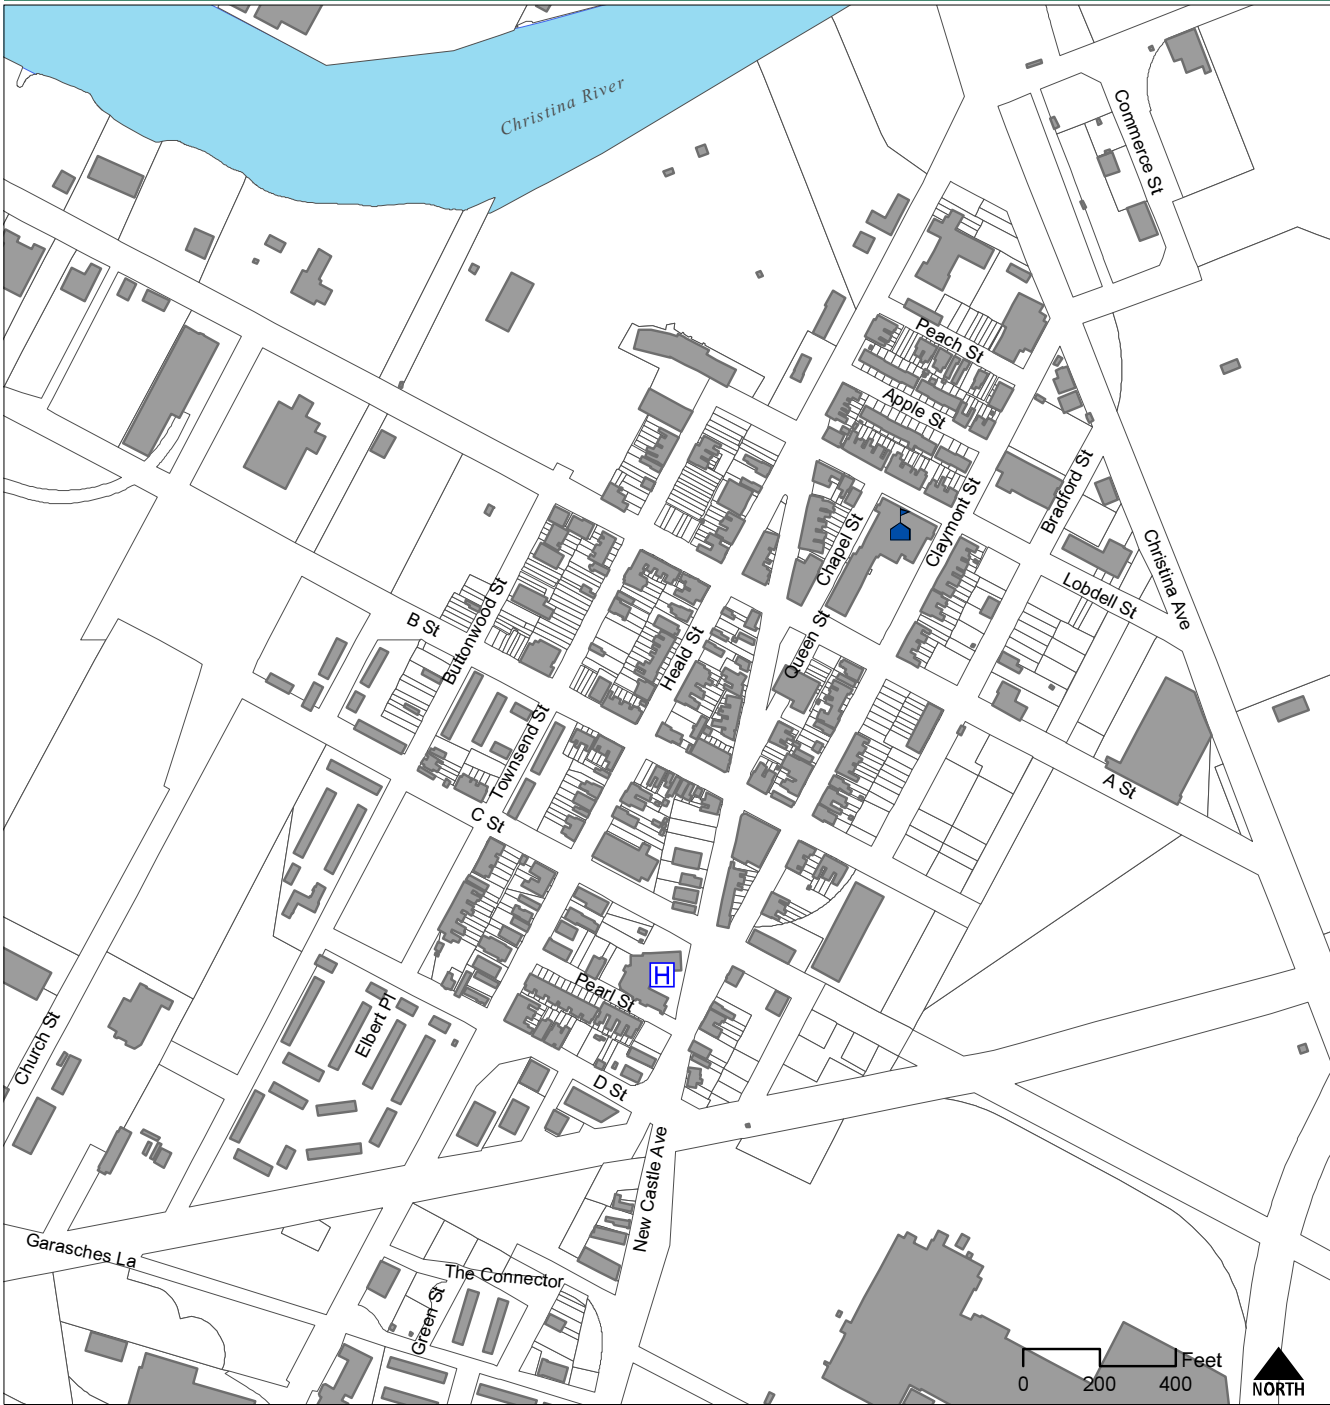 Christina River
Commerce St
Peach St
Apple St
Bradford St
Claymont St
Chapel St
Christina Ave
Lobdell St
B St
Buttonwood St
Heald St
Queen St
Townsend St
A St
C St
H
Pearl St
Elbert Pl
Church St
D St
New Castle Ave
Garasches La
The Connector
Green St
Feet
0 200 400
NORTH